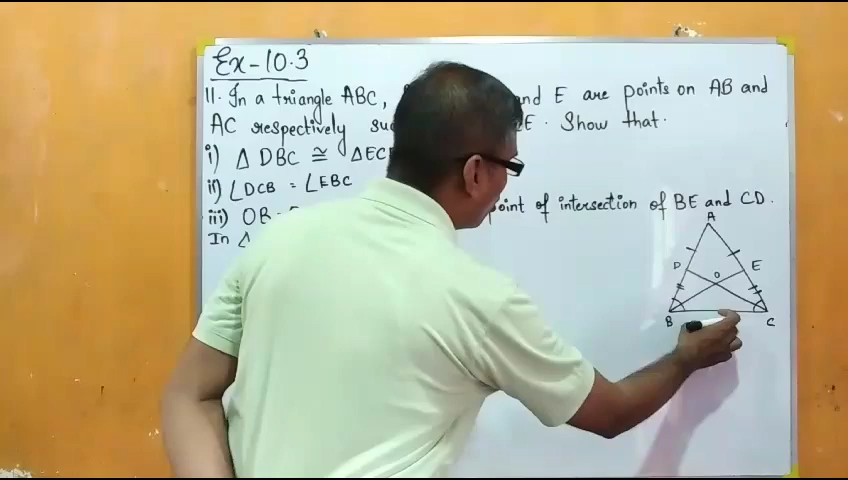 Ex-10.3
11. In a triangle ABC, and E are points on AB and
AC respectively E. Show that.
i) Δ DBC ≅
ii) ∠DCB = ∠EBC
iii) OB point of intersection of BE and CD.
In Δ
A
D
O
E
B
C